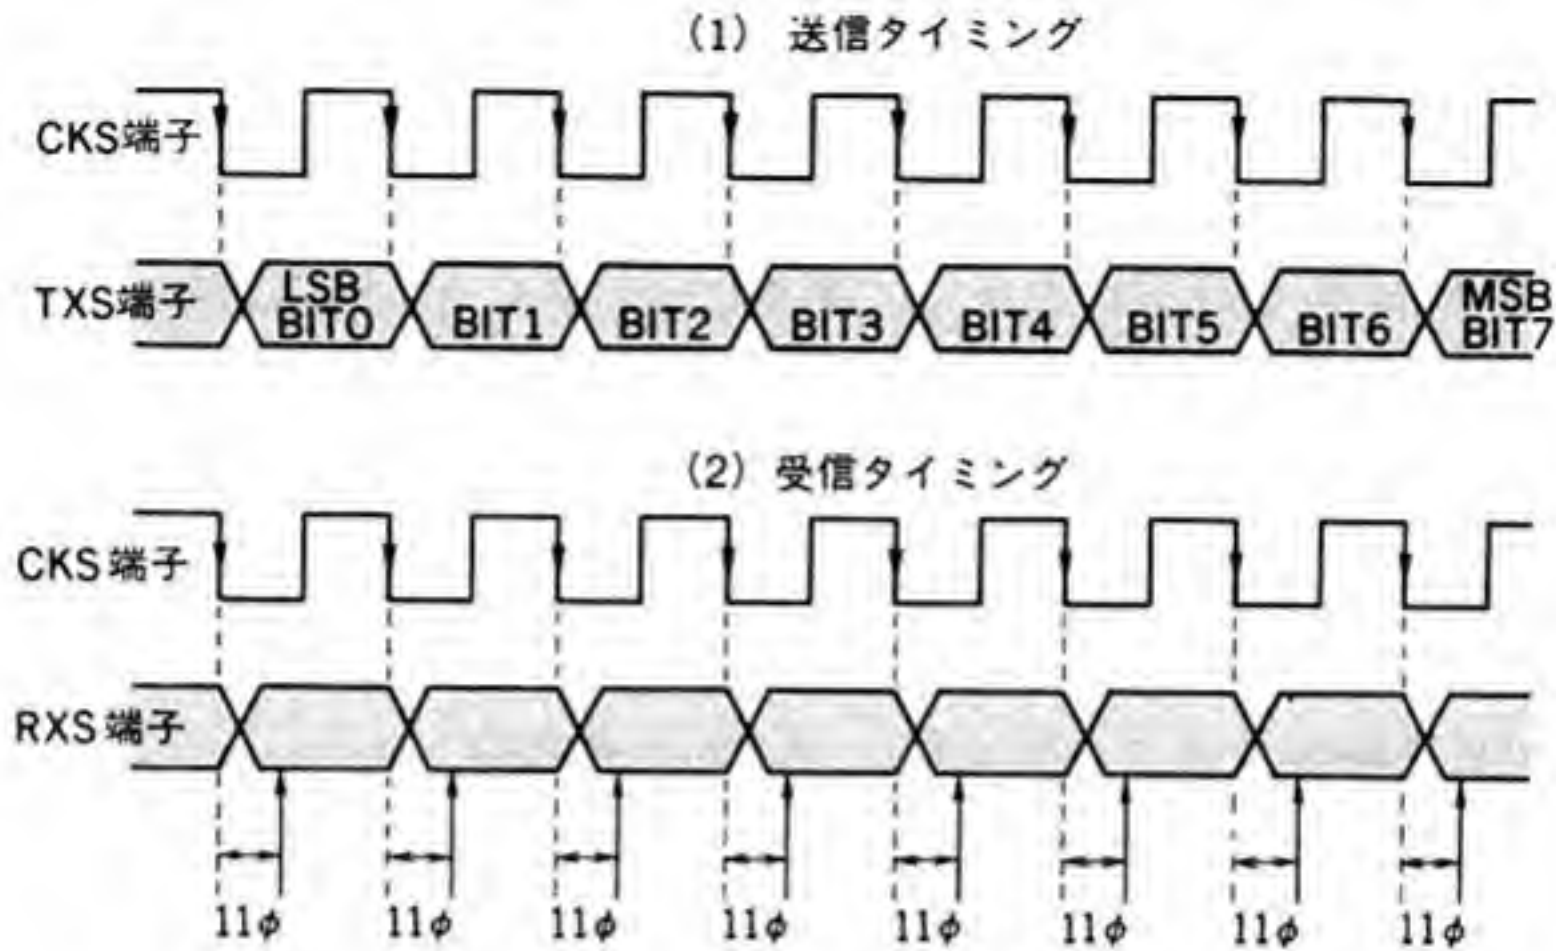 (1) 送信タイミング
CKS端子
TXS端子
LSB BIT0
BIT1
BIT2
BIT3
BIT4
BIT5
BIT6
MSB BIT7
(2) 受信タイミング
CKS端子
RXS端子
11φ 11φ 11φ 11φ 11φ 11φ 11φ 11φ